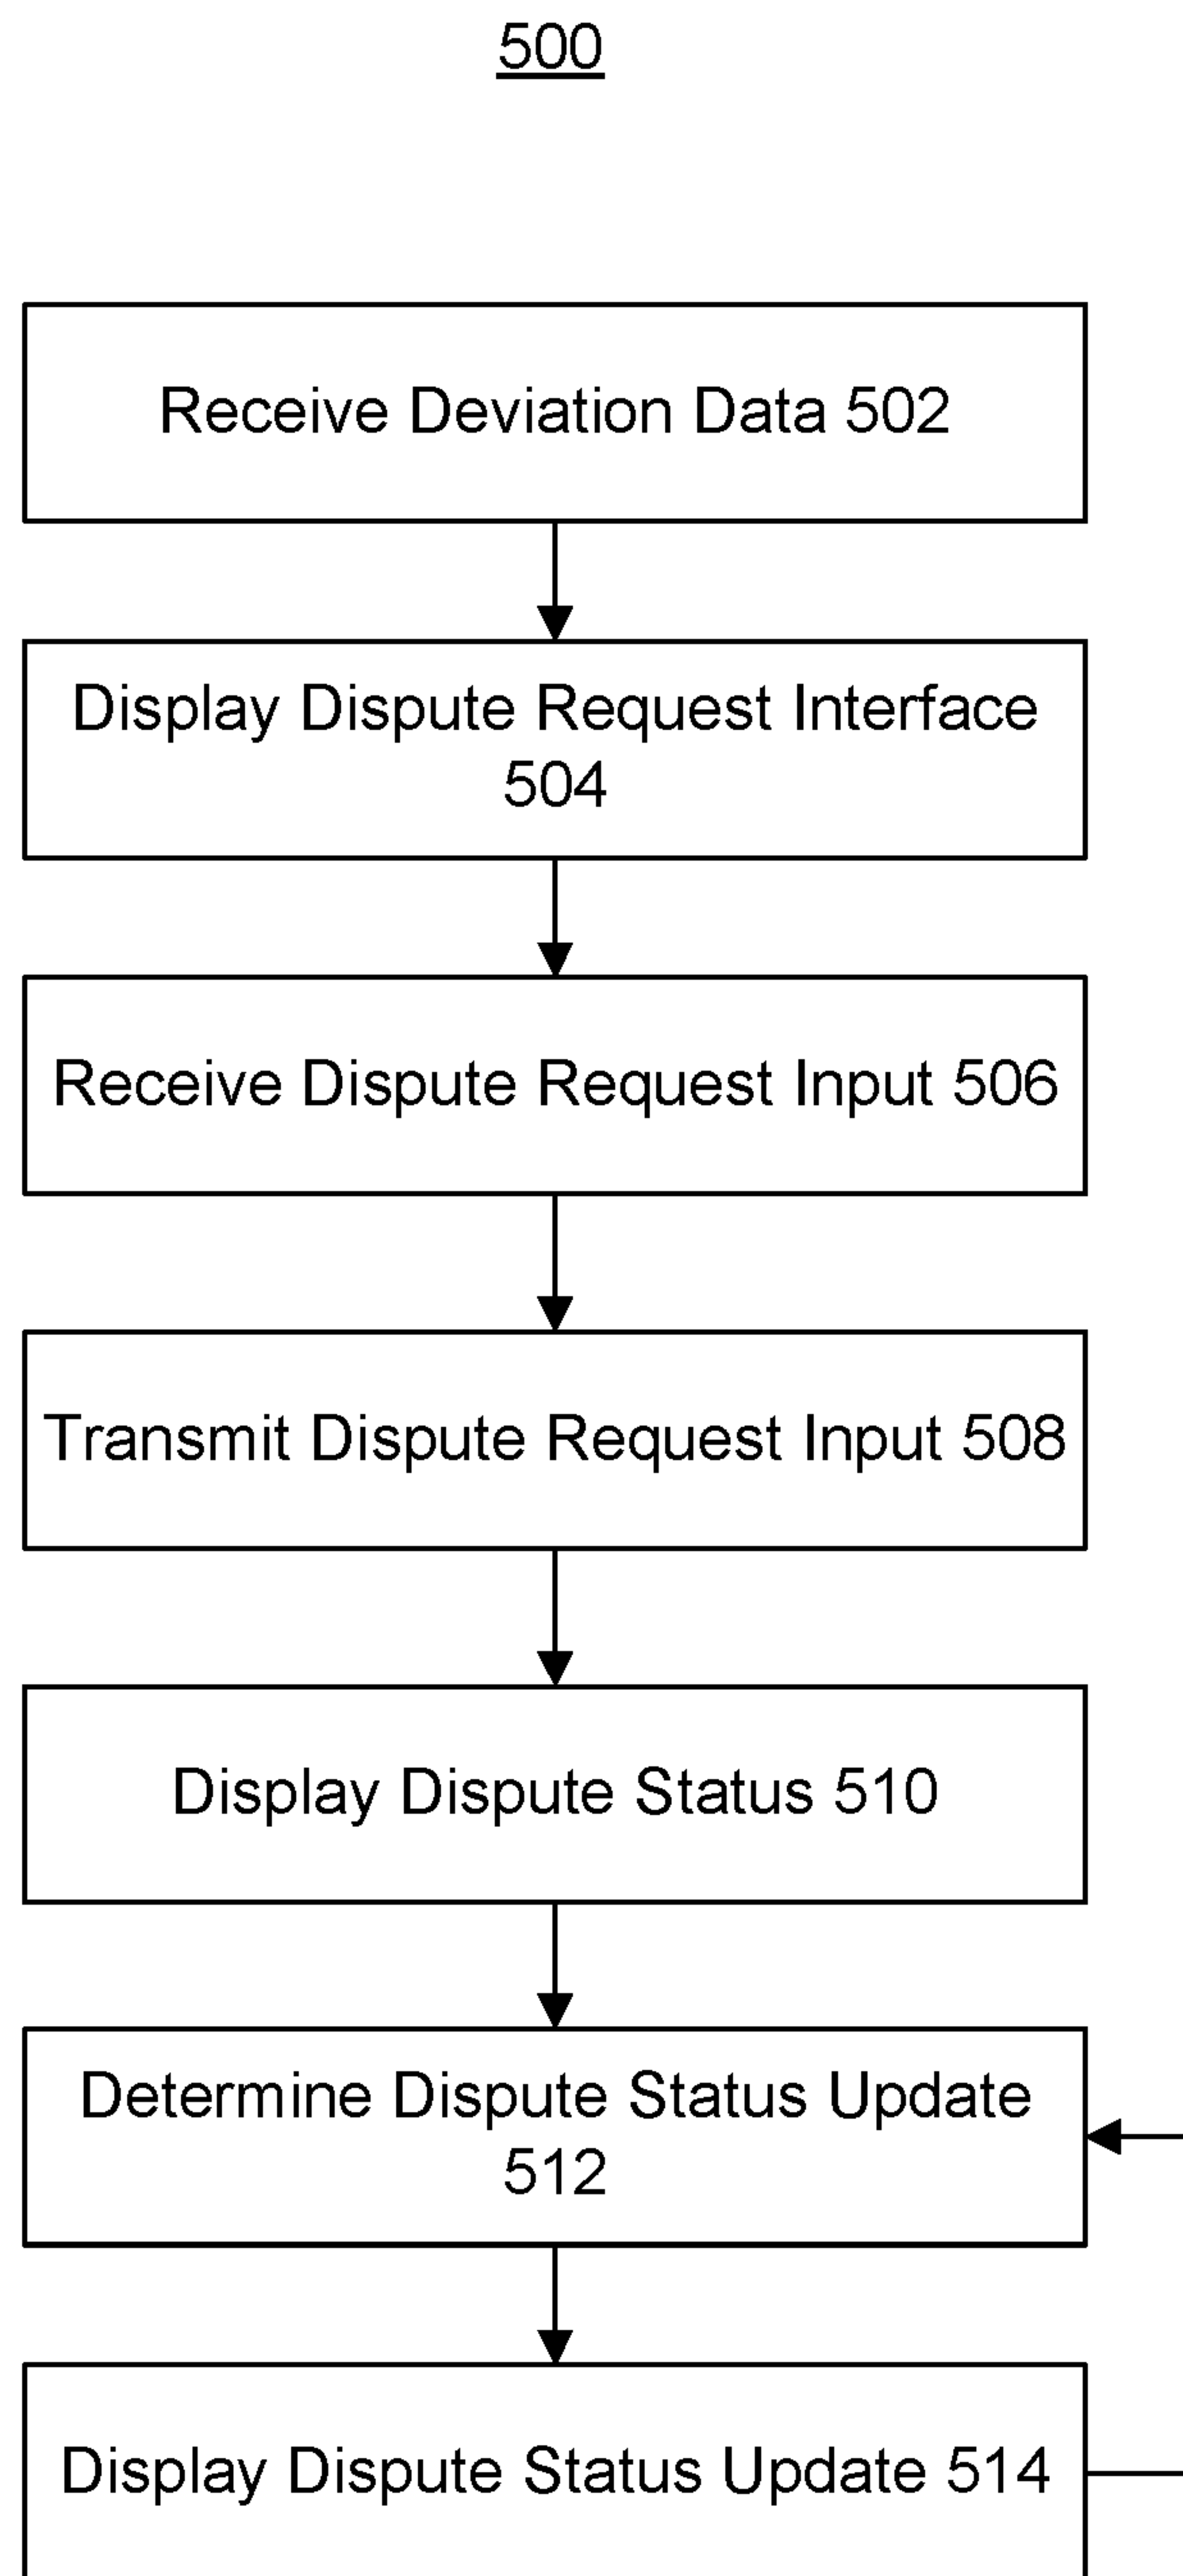 500
Receive Deviation Data 502
Display Dispute Request Interface
504
Receive Dispute Request Input 506
Transmit Dispute Request Input 508
Display Dispute Status 510
Determine Dispute Status Update
512
Display Dispute Status Update 514